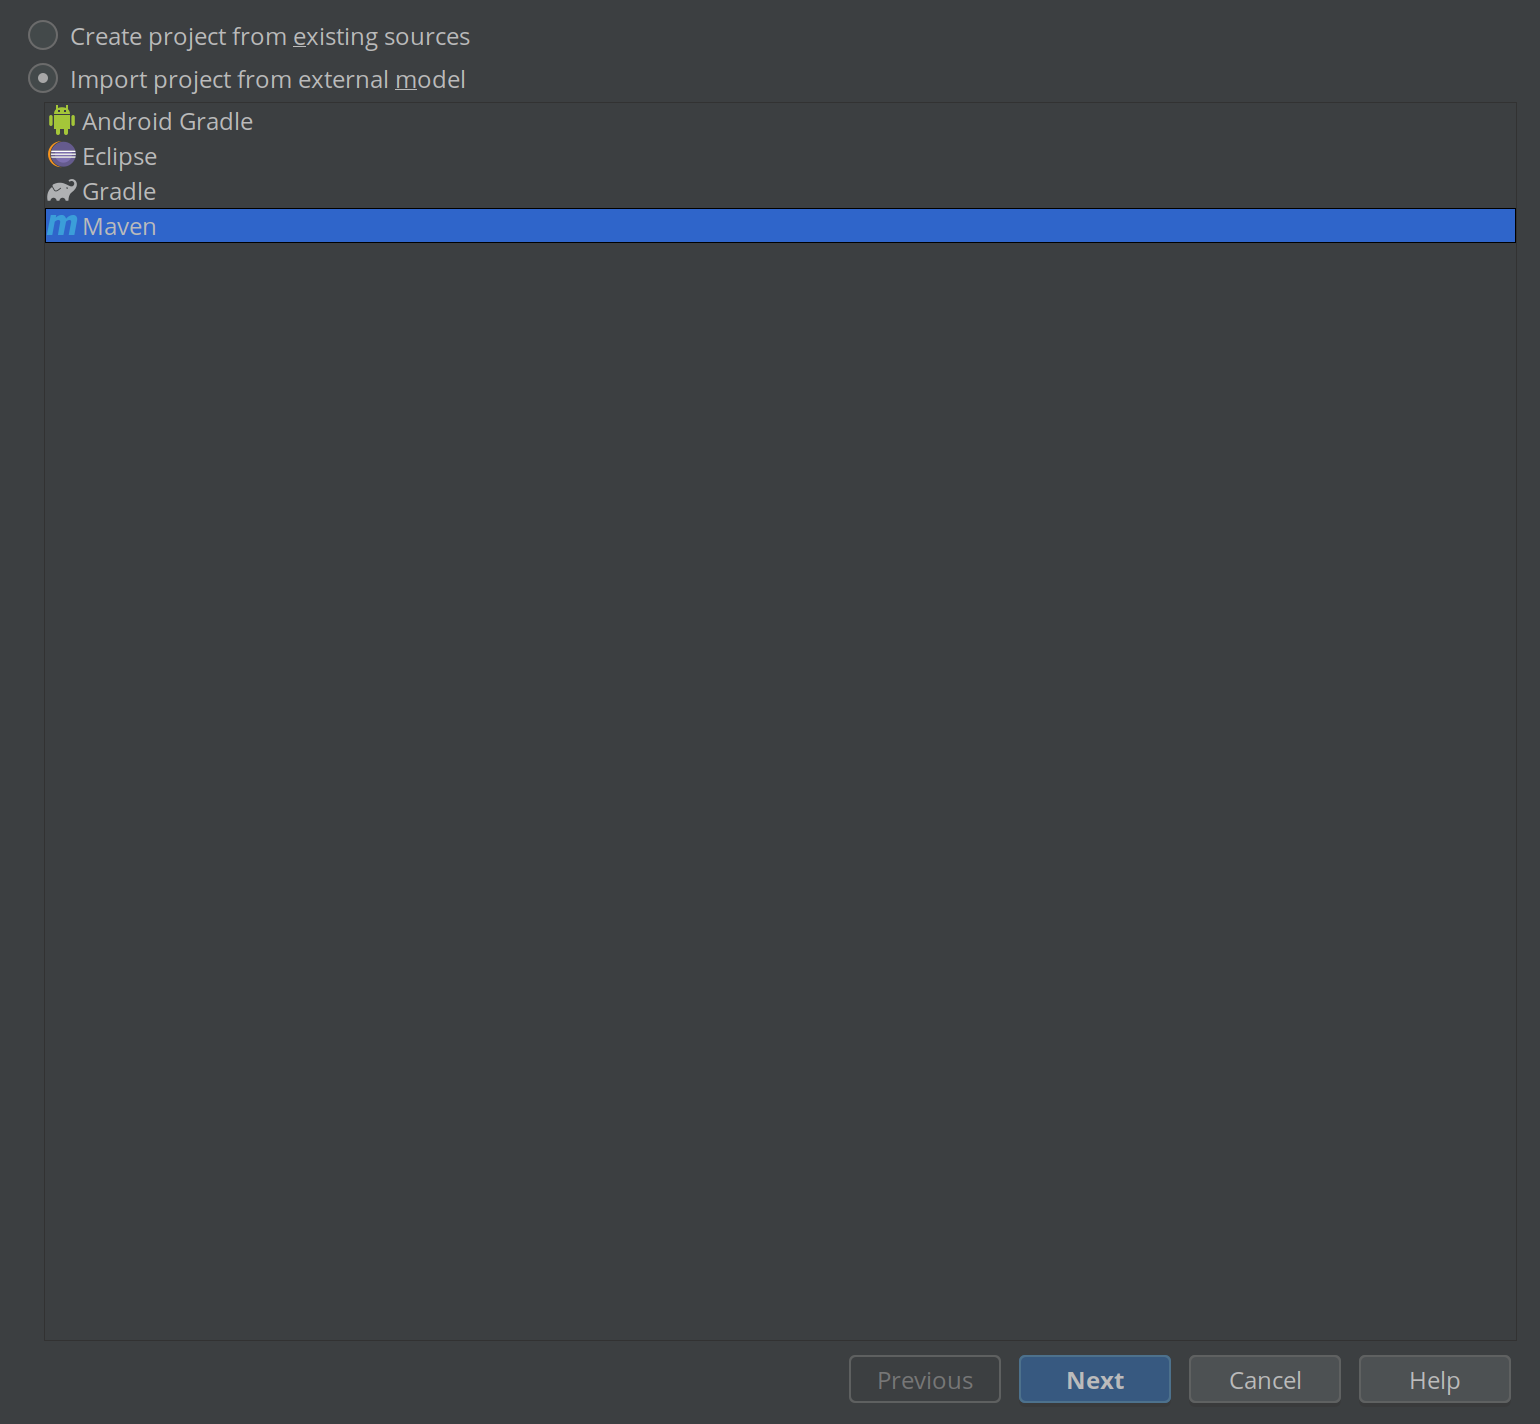 Create project from existing sources
Import project from external model
Android Gradle
Eclipse
Gradle
m Maven
Previous Next Cancel Help